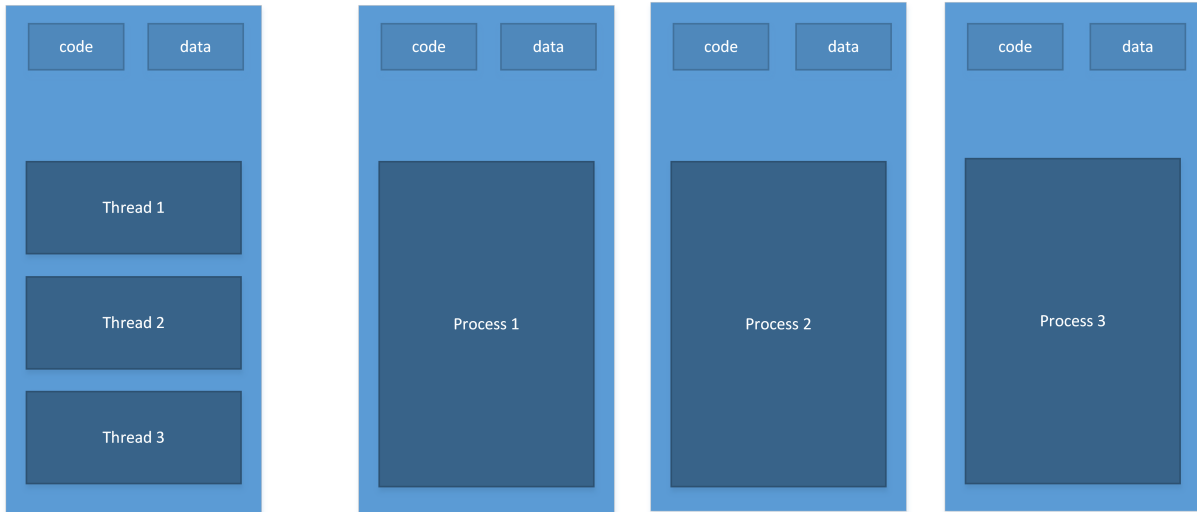 code data
Thread 1
Thread 2
Thread 3
code data
Process 1
code data
Process 2
code data
Process 3